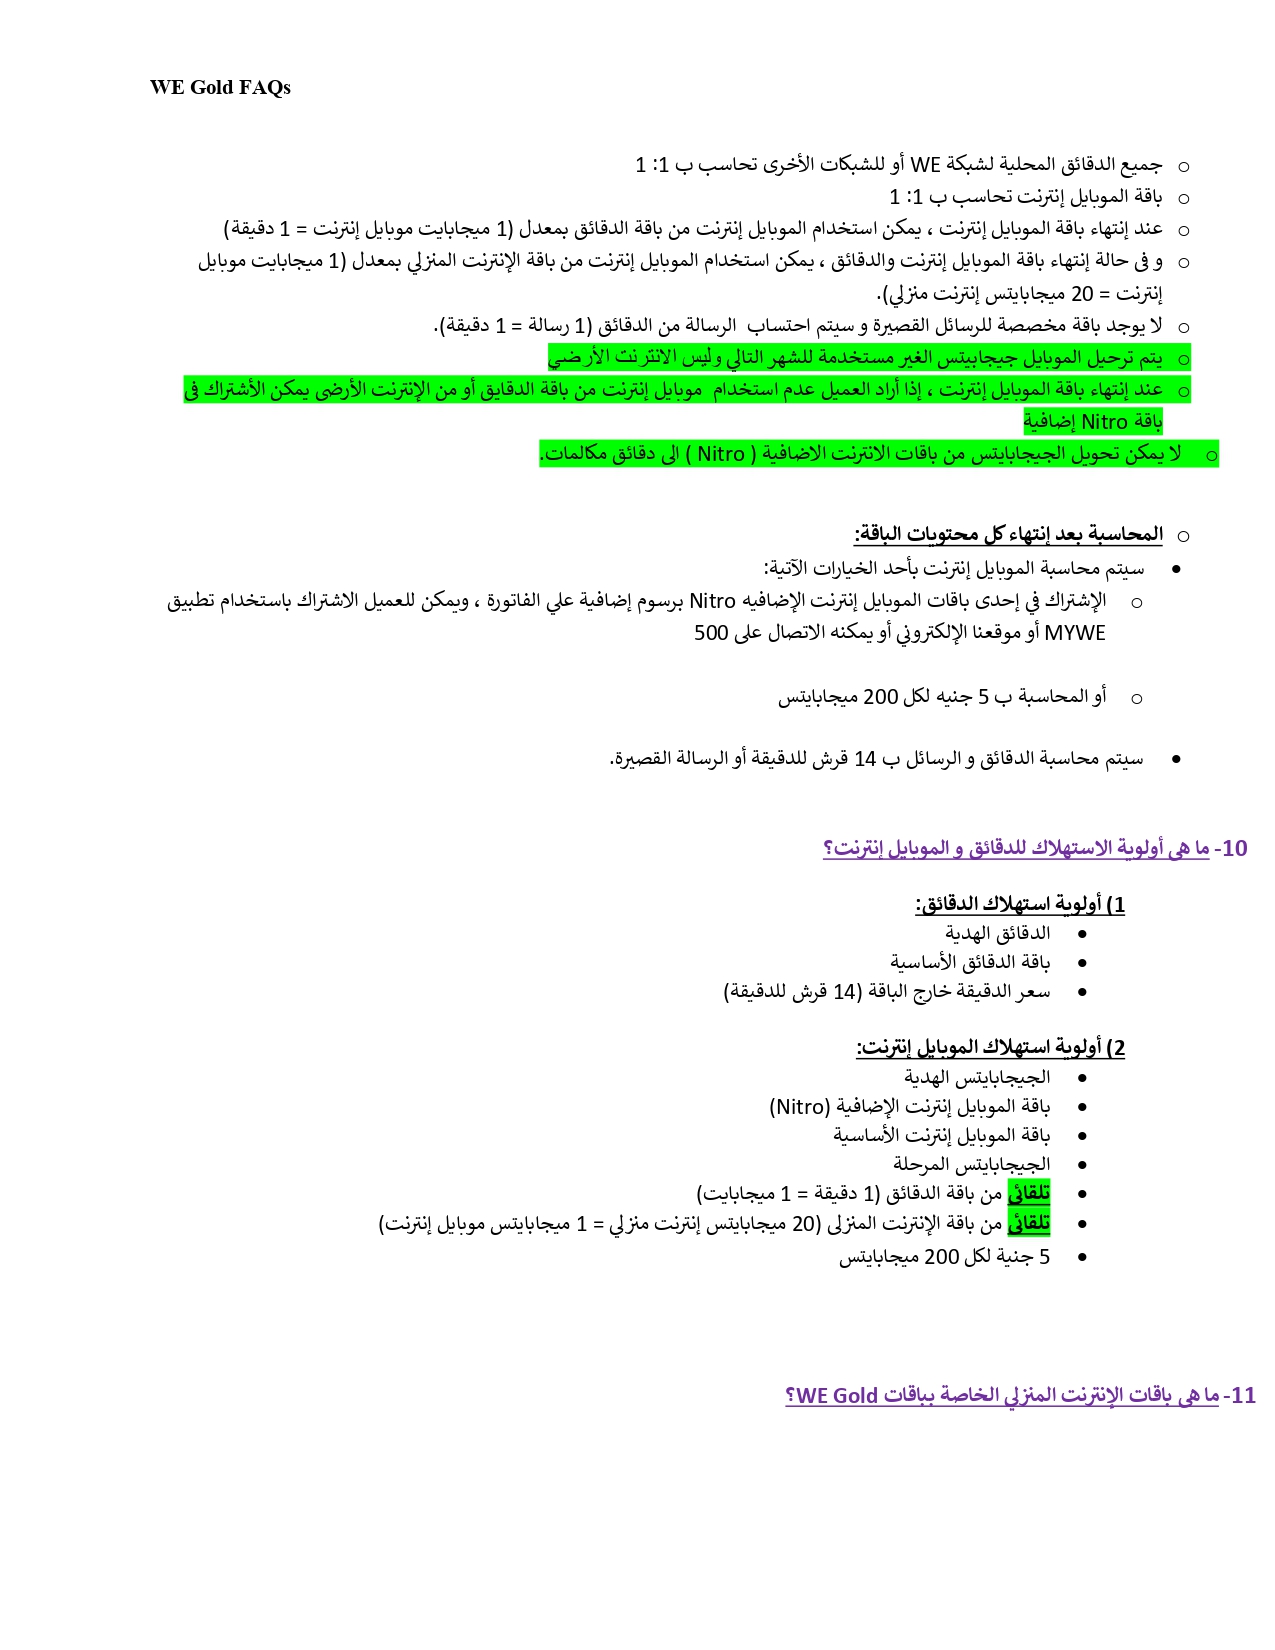 WE Gold FAQs
o جميع الدقائق المحلية لشبكة WE أو للشبكات الأخرى تحاسب ب 1: 1
o باقة الموبايل إنترنت تحاسب ب 1: 1
o عند إنتهاء باقة الموبايل إنترنت ، يمكن استخدام الموبايل إنترنت من باقة الدقائق بمعدل (1 ميجابايت موبايل إنترنت = 1 دقيقة)
o و فى حالة إنتهاء باقة الموبايل إنترنت والدقائق ، يمكن استخدام الموبايل إنترنت من باقة الإنترنت المنزلي بمعدل (1 ميجابايت موبايل
إنترنت = 20 ميجابايتس إنترنت منزلي).
o لا يوجد باقة مخصصة للرسائل القصيرة و سيتم احتساب الرسالة من الدقائق (1 رسالة = 1 دقيقة).
o يتم ترحيل الموبايل جيجابيتس الغير مستخدمة للشهر التالي وليس الانترنت الأرضي
o عند إنتهاء باقة الموبايل إنترنت ، إذا أراد العميل عدم استخدام موبايل إنترنت من باقة الدقايق أو من الإنترنت الأرضى يمكن الأشتراك فى
باقة Nitro إضافية
o لا يمكن تحويل الجيجابايتس من باقات الانترنت الاضافية ( Nitro ) الى دقائق مكالمات.
o المحاسبة بعد إنتهاء كل محتويات الباقة:
• سيتم محاسبة الموبايل إنترنت بأحد الخيارات الآتية:
o الإشتراك في إحدى باقات الموبايل إنترنت الإضافيه Nitro برسوم إضافية علي الفاتورة ، ويمكن للعميل الاشتراك باستخدام تطبيق
MYWE أو موقعنا الإلكتروني أو يمكنه الاتصال على 500
o أو المحاسبة ب 5 جنيه لكل 200 ميجابايتس
• سيتم محاسبة الدقائق و الرسائل ب 14 قرش للدقيقة أو الرسالة القصيرة.
10- ما هى أولوية الاستهلاك للدقائق و الموبايل إنترنت؟
1) أولوية استهلاك الدقائق:
• الدقائق الهدية
• باقة الدقائق الأساسية
• سعر الدقيقة خارج الباقة (14 قرش للدقيقة)
2) أولوية استهلاك الموبايل إنترنت:
• الجيجابايتس الهدية
• باقة الموبايل إنترنت الإضافية (Nitro)
• باقة الموبايل إنترنت الأساسية
• الجيجابايتس المرحلة
• تلقائى من باقة الدقائق (1 دقيقة = 1 ميجابايت)
• تلقائى من باقة الإنترنت المنزلى (20 ميجابايتس إنترنت منزلي = 1 ميجابايتس موبايل إنترنت)
• 5 جنية لكل 200 ميجابايتس
11- ما هى باقات الإنترنت المنزلي الخاصة بباقات WE Gold؟